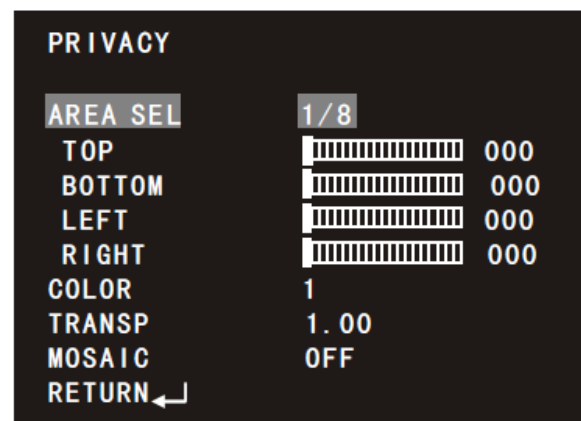 PRIVACY
AREA SEL 1/8
TOP 000
BOTTOM 000
LEFT 000
RIGHT 000
COLOR 1
TRANSP 1.00
MOSAIC OFF
RETURN